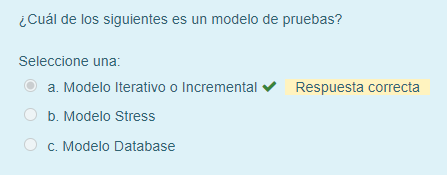 ¿Cuál de los siguientes es un modelo de pruebas?
Seleccione una:
a. Modelo Iterativo o Incremental Respuesta correcta
b. Modelo Stress
c. Modelo Database